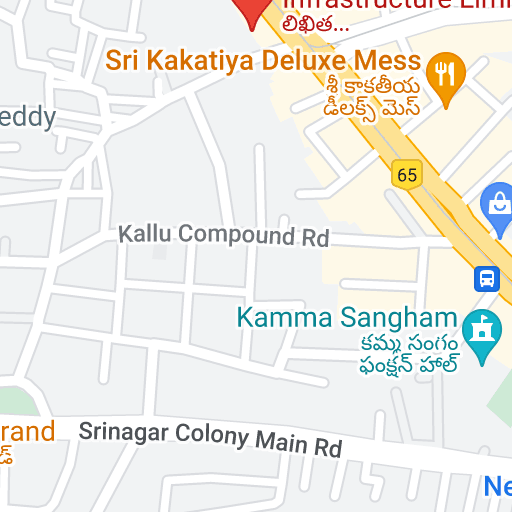 Infrastructure Limi
లిఖిత...
Sri Kakatiya Deluxe Mess
శ్రీ కాకతీయ
డీలక్స్ మెస్
eddy
65
Kallu Compound Rd
Kamma Sangham
కమ్మ సంగం
ఫంక్షన్ హాల్
rand
Srinagar Colony Main Rd
Ne